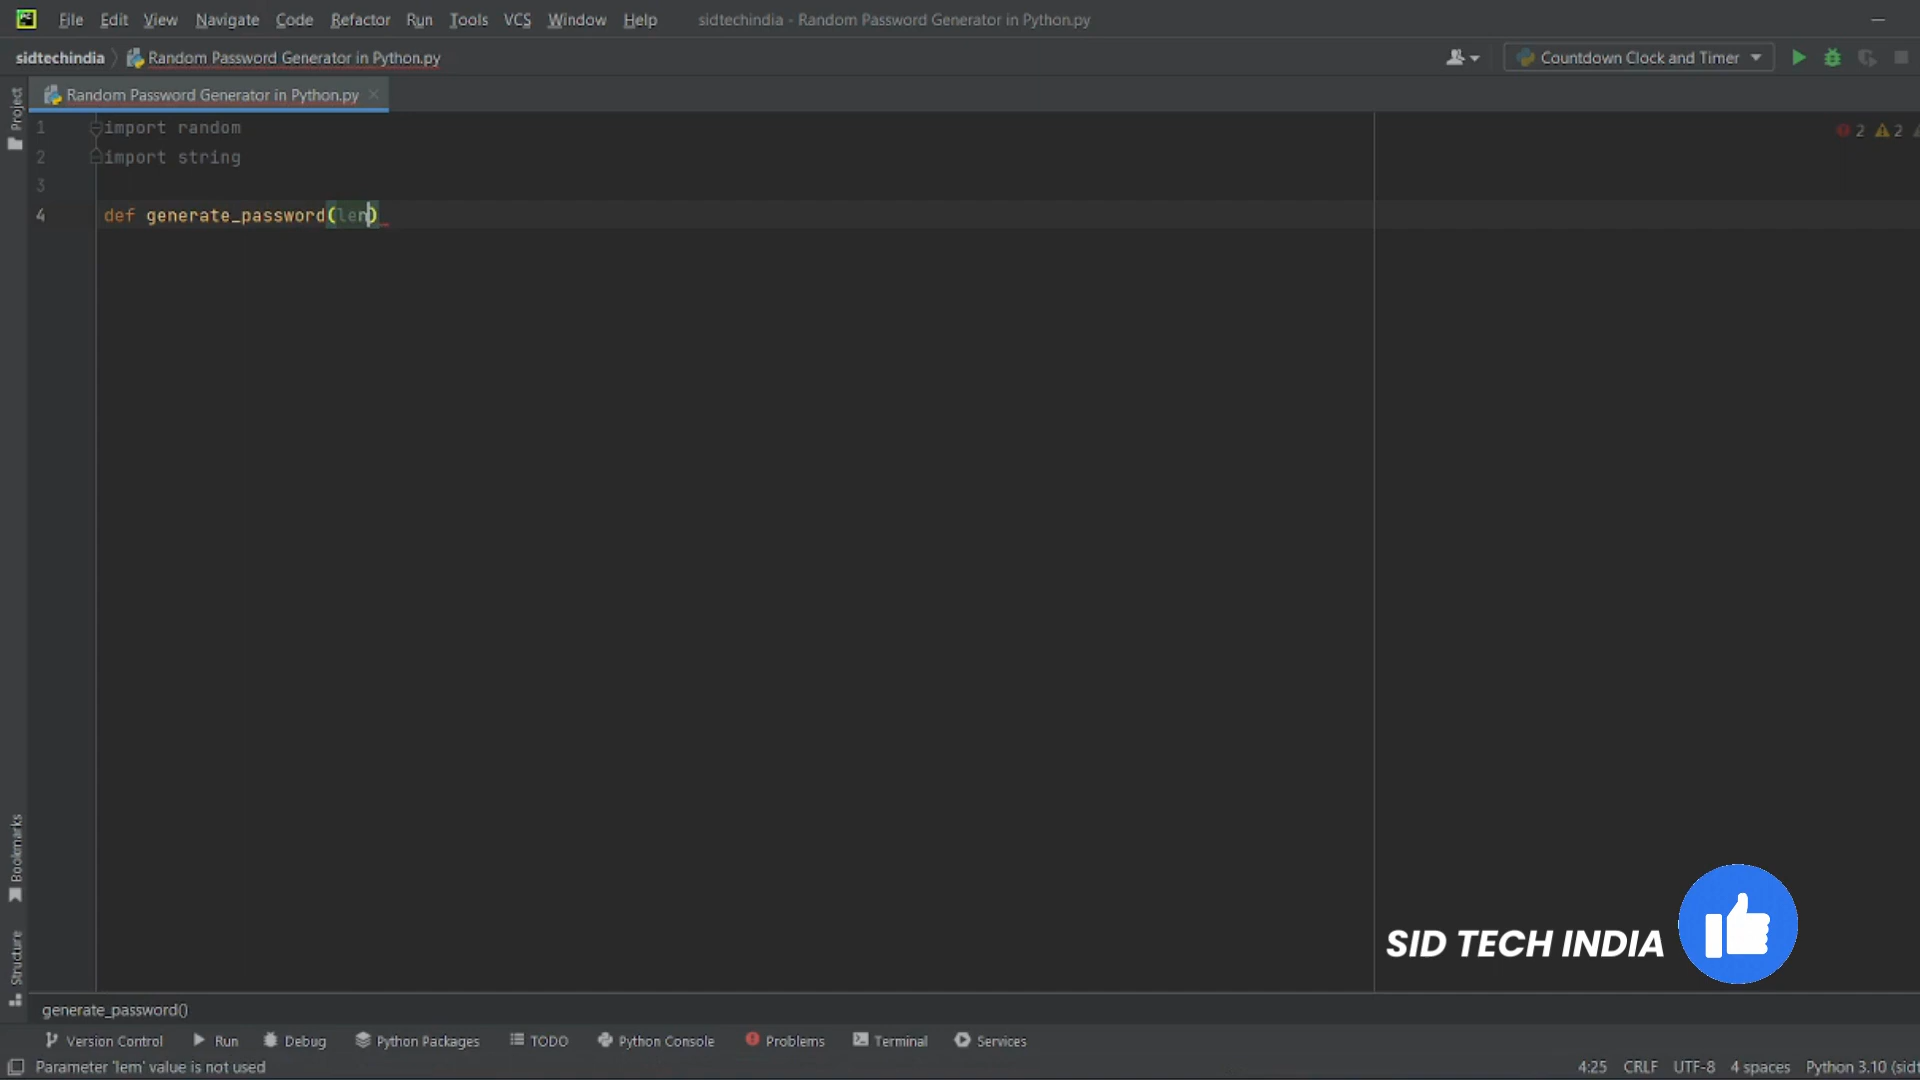 File Edit View Navigate Code Refactor Run Tools VCS Window Help sidtechindia - Random Password Generator in Python.py
sidtechindia Random Password Generator in Python.py Countdown Clock and Timer
Random Password Generator in Python.py
Project
1 import random
2 import string
3
4 def generate_password(len)
2 2
Bookmarks
Structure
SID TECH INDIA
generate_password()
Version Control Run Debug Python Packages TODO Python Console Problems Terminal Services
Parameter 'lem' value is not used 4:25 CRLF UTF-8 4 spaces Python 3.10 (sidt